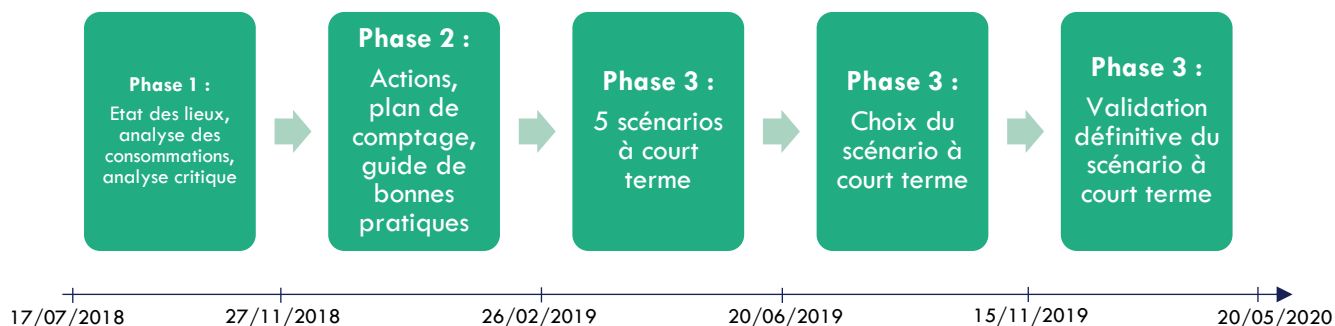 Phase 1 :
Etat des lieux,
analyse des
consommations,
analyse critique
Phase 2 :
Actions,
plan de
comptage,
guide de
bonnes
pratiques
Phase 3 :
5 scénarios
à court
terme
Phase 3 :
Choix du
scénario à
court terme
Phase 3 :
Validation
définitive du
scénario à
court terme
17/07/2018
27/11/2018
26/02/2019
20/06/2019
15/11/2019
20/05/2020